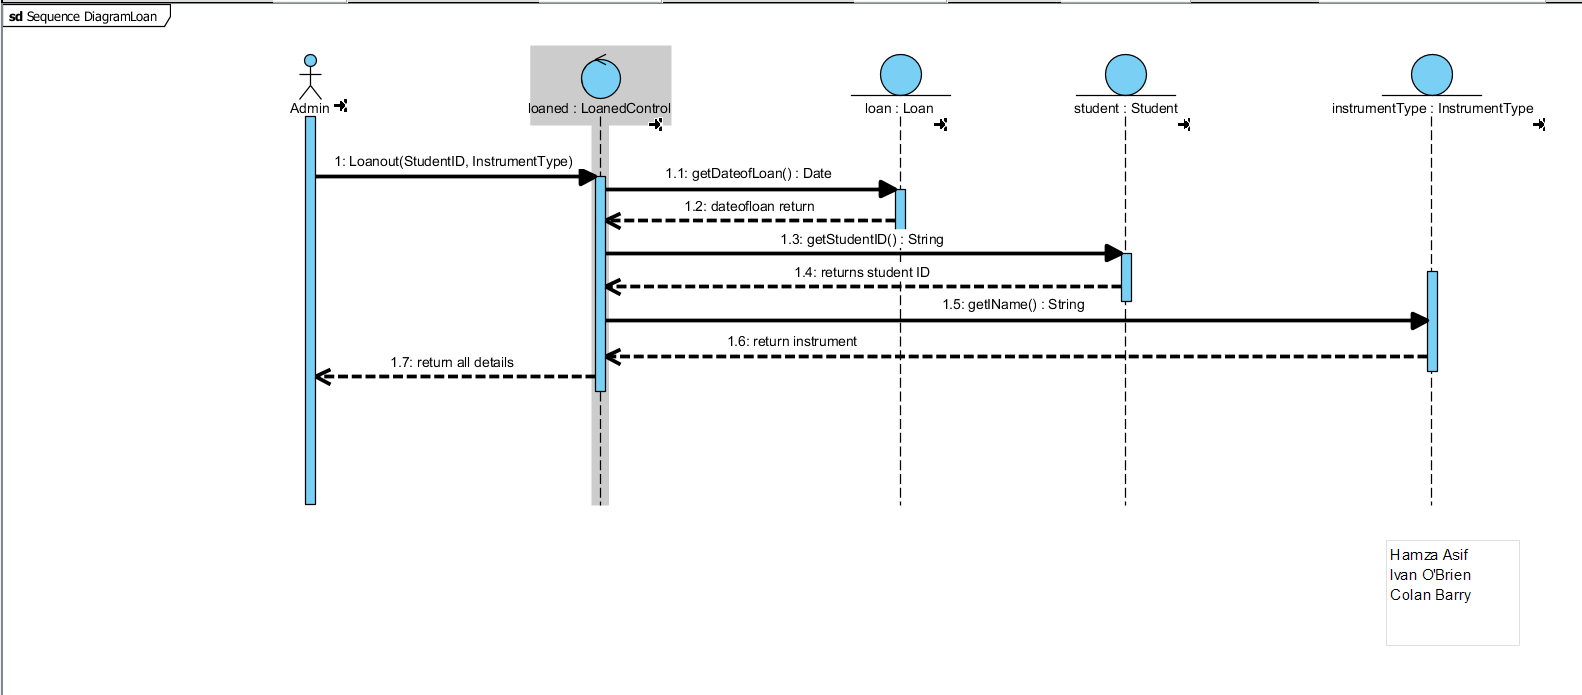 sd Sequence DiagramLoan
Admin
loaned : LoanedControl
loan : Loan
student : Student
instrumentType : InstrumentType
1: Loanout(StudentID, InstrumentType)
1.1: getDateofLoan() : Date
1.2: dateofloan return
1.3: getStudentID() : String
1.4: returns student ID
1.5: getIName() : String
1.6: return instrument
1.7: return all details
Hamza Asif
Ivan O'Brien
Colan Barry